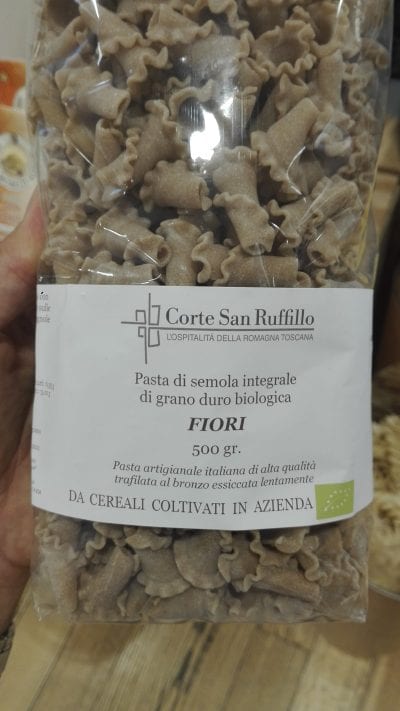 Corte San Ruffillo
L'OSPITALITÀ DELLA ROMAGNA TOSCANA
Pasta di semola integrale
di grano duro biologica
FIORI
500 gr.
Pasta artigianale italiana di alta qualità
trafilata al bronzo essiccata lentamente
DA CEREALI COLTIVATI IN AZIENDA